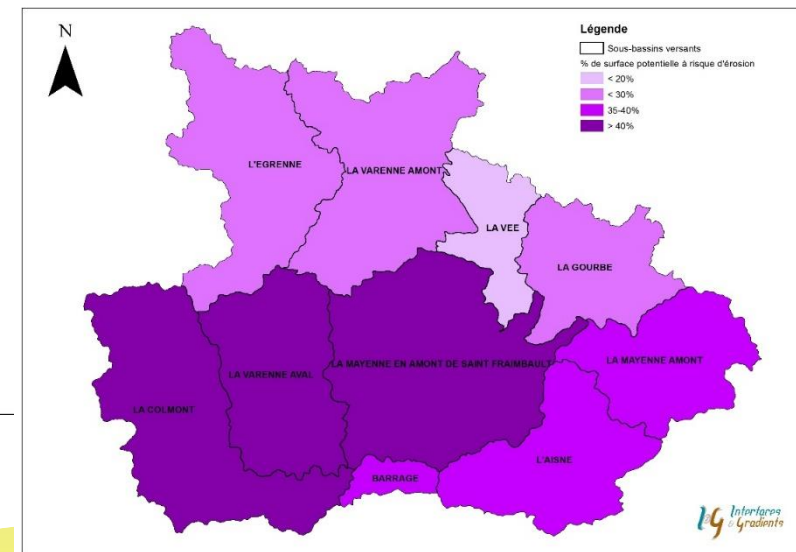 N
Légende
Sous-bassins versants
% de surface potentielle à risque d'érosion
< 20%
< 30%
35-40%
> 40%
L'EGRENNE
LA VARENNE AMONT
LA VEE
LA GOURBE
LA MAYENNE AMONT
LA MAYENNE EN AMONT DE SAINT FRAIMBAULT
LA VARENNE AVAL
LA COLMONT
L'AISNE
BARRAGE
I&G Interfaces & Gradients